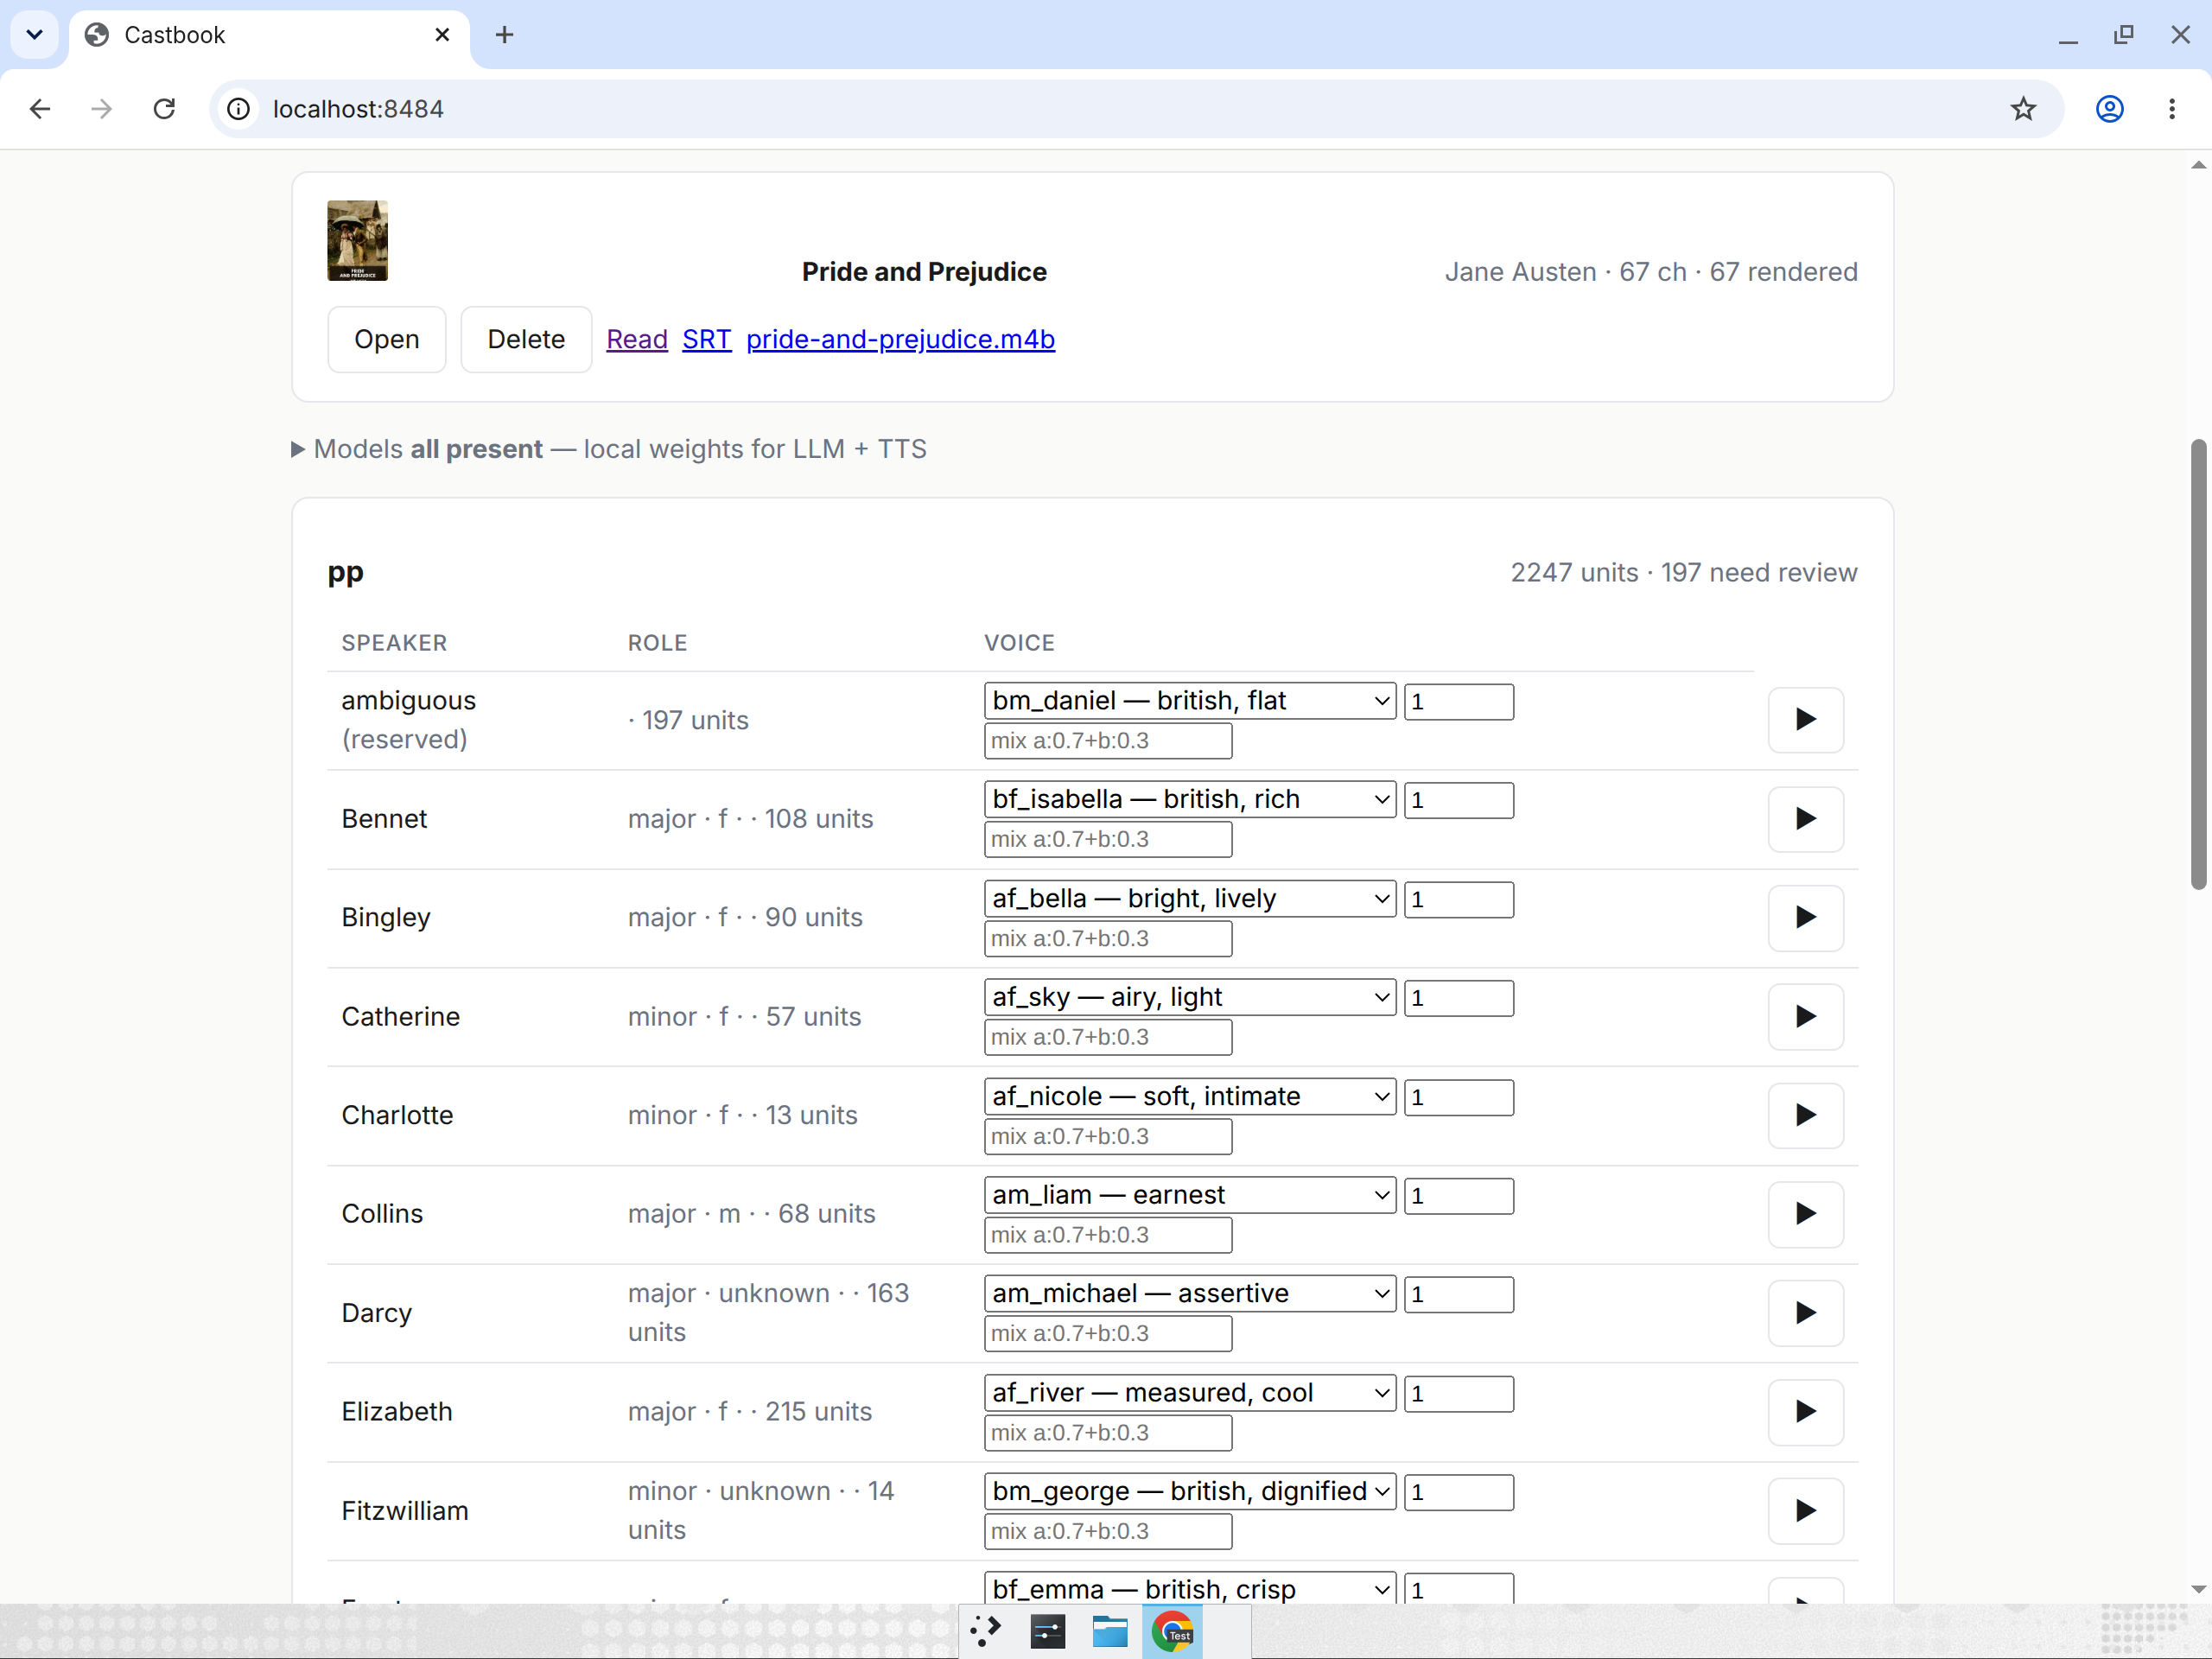 Castbook
localhost:8484
PRIDE
AND PREJUDICE
Pride and Prejudice
Jane Austen · 67 ch · 67 rendered
Open
Delete
Read
SRT
pride-and-prejudice.m4b
Models all present — local weights for LLM + TTS
pp
2247 units · 197 need review
SPEAKER
ROLE
VOICE
ambiguous
(reserved)
· 197 units
bm_daniel — british, flat
1
mix a:0.7+b:0.3
Bennet
major · f · · 108 units
bf_isabella — british, rich
1
mix a:0.7+b:0.3
Bingley
major · f · · 90 units
af_bella — bright, lively
1
mix a:0.7+b:0.3
Catherine
minor · f · · 57 units
af_sky — airy, light
1
mix a:0.7+b:0.3
Charlotte
minor · f · · 13 units
af_nicole — soft, intimate
1
mix a:0.7+b:0.3
Collins
major · m · · 68 units
am_liam — earnest
1
mix a:0.7+b:0.3
Darcy
major · unknown · · 163
units
am_michael — assertive
1
mix a:0.7+b:0.3
Elizabeth
major · f · · 215 units
af_river — measured, cool
1
mix a:0.7+b:0.3
Fitzwilliam
minor · unknown · · 14
units
bm_george — british, dignified
1
mix a:0.7+b:0.3
bf_emma — british, crisp
1
Test